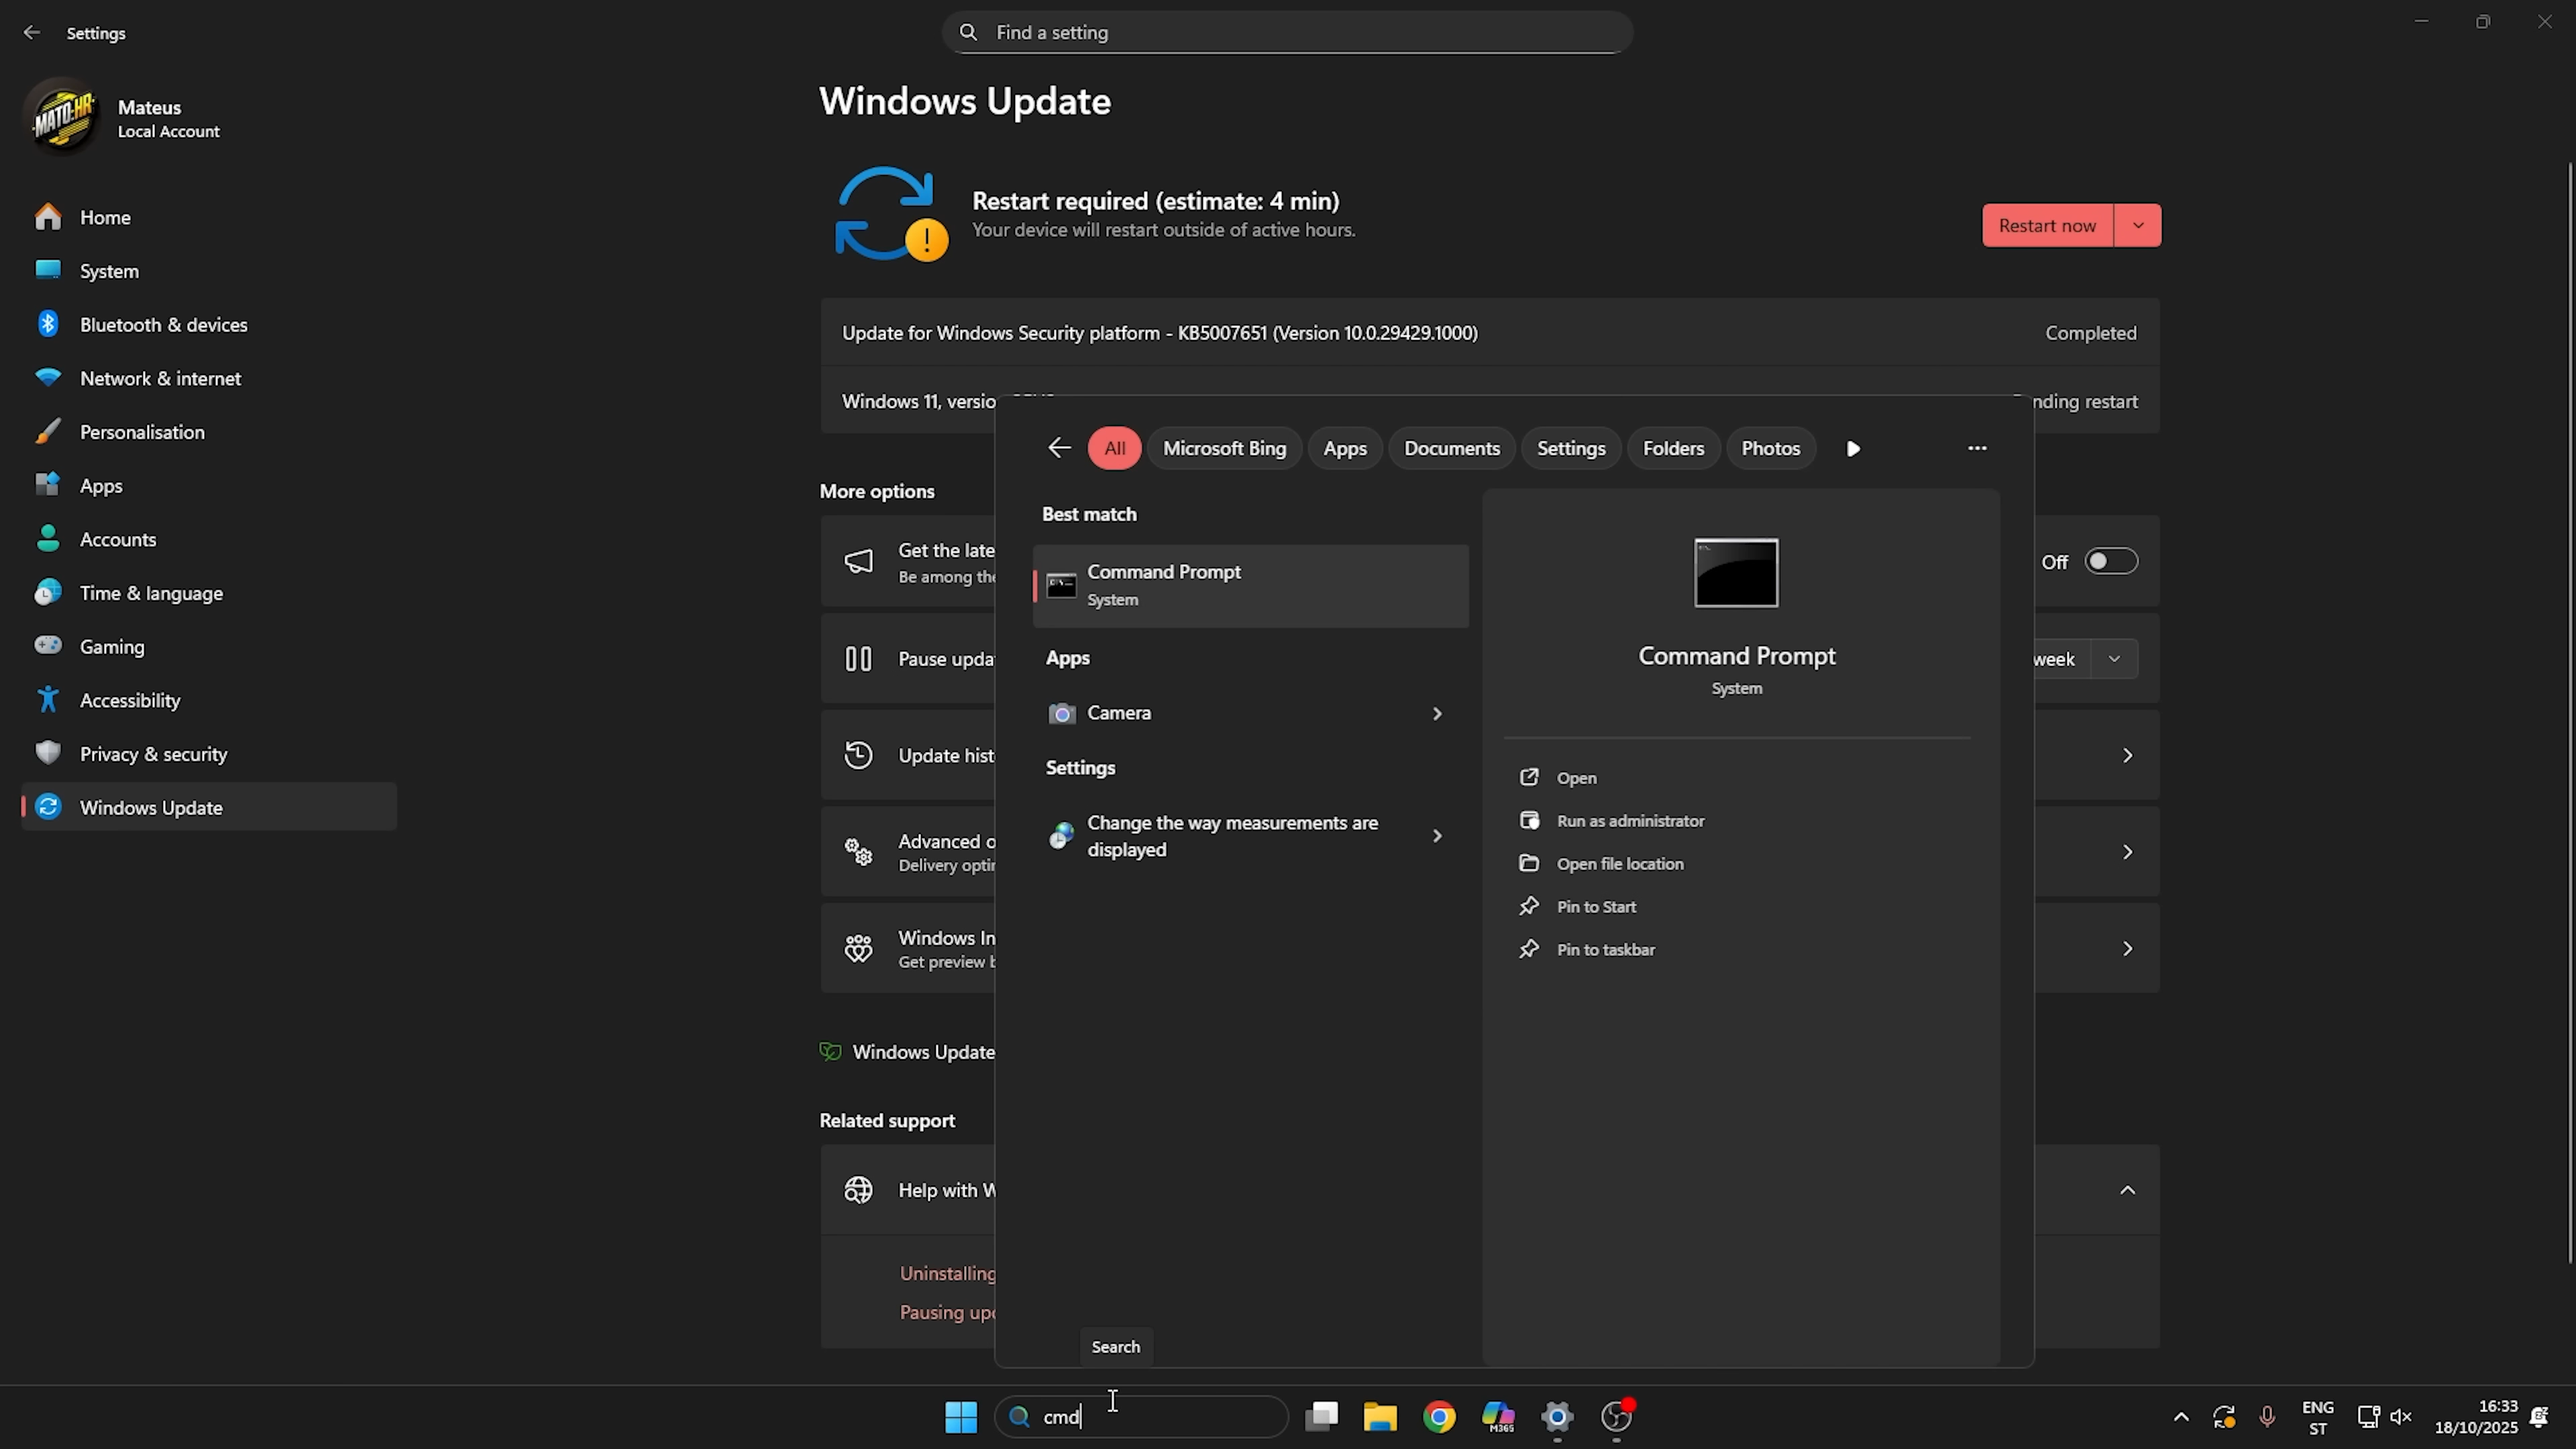 Settings
Find a setting
MATO:HR
Mateus
Local Account
Home
System
Bluetooth & devices
Network & internet
Personalisation
Apps
Accounts
Time & language
Gaming
Accessibility
Privacy & security
Windows Update
Windows Update
Restart required (estimate: 4 min)
Your device will restart outside of active hours.
Restart now
Update for Windows Security platform - KB5007651 (Version 10.0.29429.1000)
Completed
Windows 11, versio
nding restart
More options
Get the late
Be among the
Off
Pause upda
week
Update hist
Advanced o
Delivery optin
Windows In
Get preview b
Windows Update
Related support
Help with W
Uninstalling
Pausing upd
All
Microsoft Bing
Apps
Documents
Settings
Folders
Photos
Best match
Command Prompt
System
Apps
Camera
Settings
Change the way measurements are
displayed
Command Prompt
System
Open
Run as administrator
Open file location
Pin to Start
Pin to taskbar
Search
cmd
M365
ENG
ST
16:33
18/10/2025